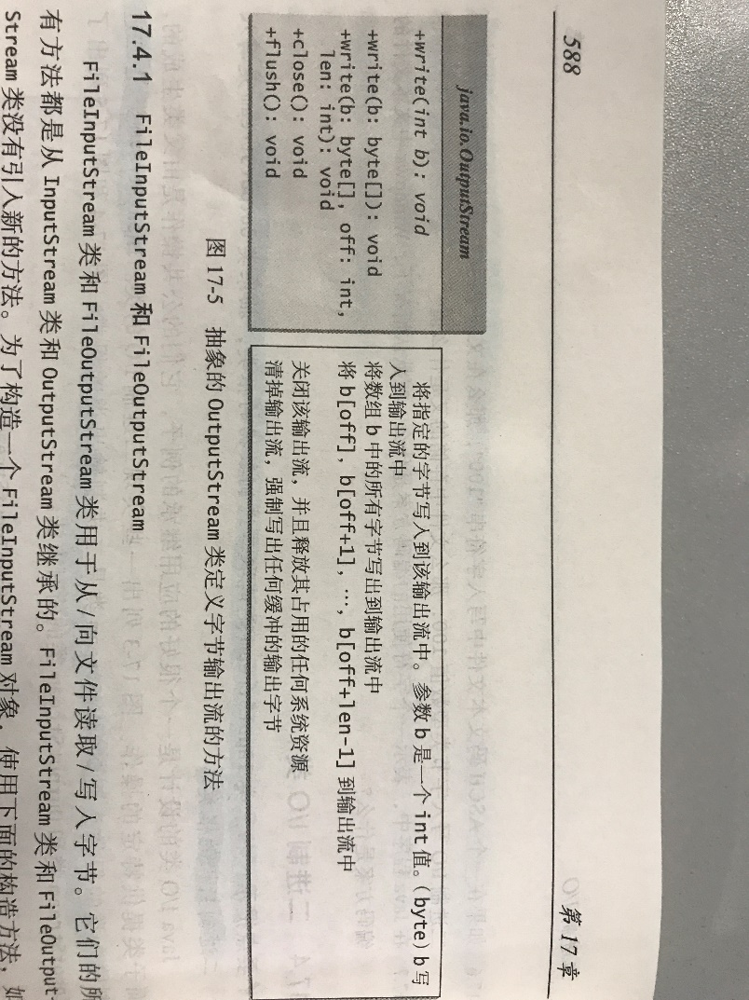 588
第 17 章
java.io.OutputStream
+write(int b): void
+write(b: byte[]): void
+write(b: byte[], off: int,
len: int): void
+close(): void
+flush(): void
将指定的字节写入到该输出流中。参数 b 是一个 int 值。(byte)b 写
入到输出流中
将数组 b 中的所有字节写出到输出流中
将 b[off], b[off+1], …, b[off+len-1] 到输出流中
关闭该输出流，并且释放其占用的任何系统资源
清掉输出流，强制写出任何缓冲的输出字节
图 17-5 抽象的 OutputStream 类定义字节输出流的方法
17.4.1 FileInputStream 和 FileOutputStream
FileInputStream 类和 FileOutputStream 类用于从/向文件读取/写入字节。它们的所
有方法都是从 InputStream 类和 OutputStream 类继承的。FileInputStream 类和 FileOutput-
Stream 类没有引入新的方法。为了构造一个 FileInputStream 对象，使用下面的构造方法，如